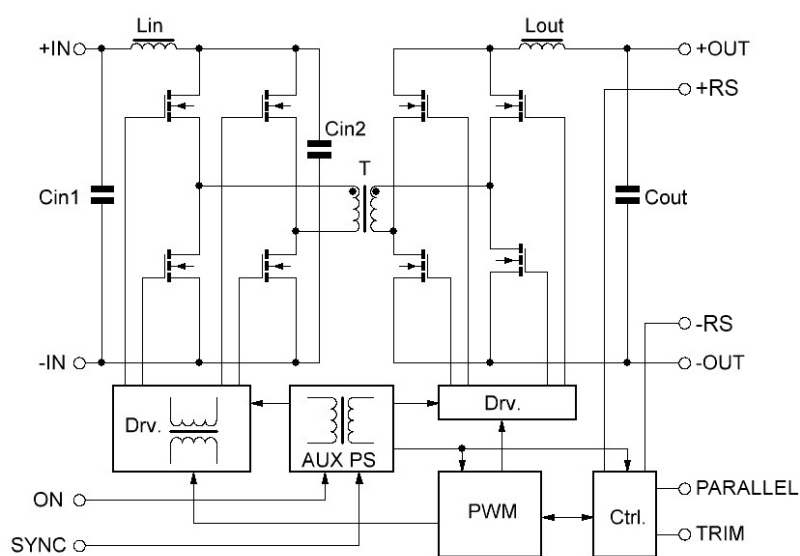 Lin
Lout
+IN
+OUT
+RS
Cin2
T
Cin1
Cout
-RS
-IN
-OUT
Drv.
AUX PS
Drv.
ON
PWM
Ctrl.
PARALLEL
SYNC
TRIM